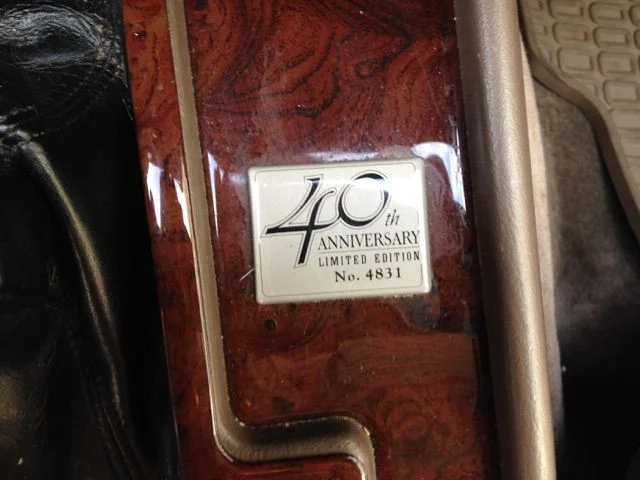 40th
ANNIVERSARY
LIMITED EDITION
No. 4831